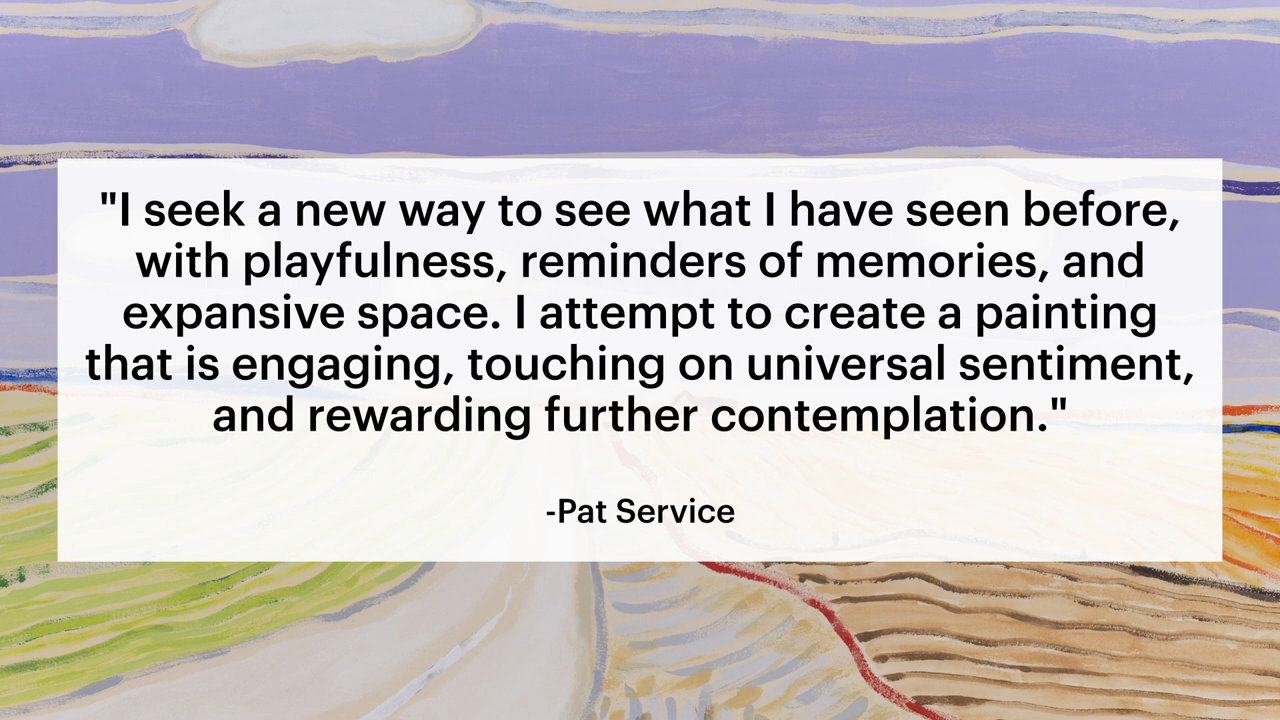 "I seek a new way to see what I have seen before,
with playfulness, reminders of memories, and
expansive space. I attempt to create a painting
that is engaging, touching on universal sentiment,
and rewarding further contemplation."
-Pat Service